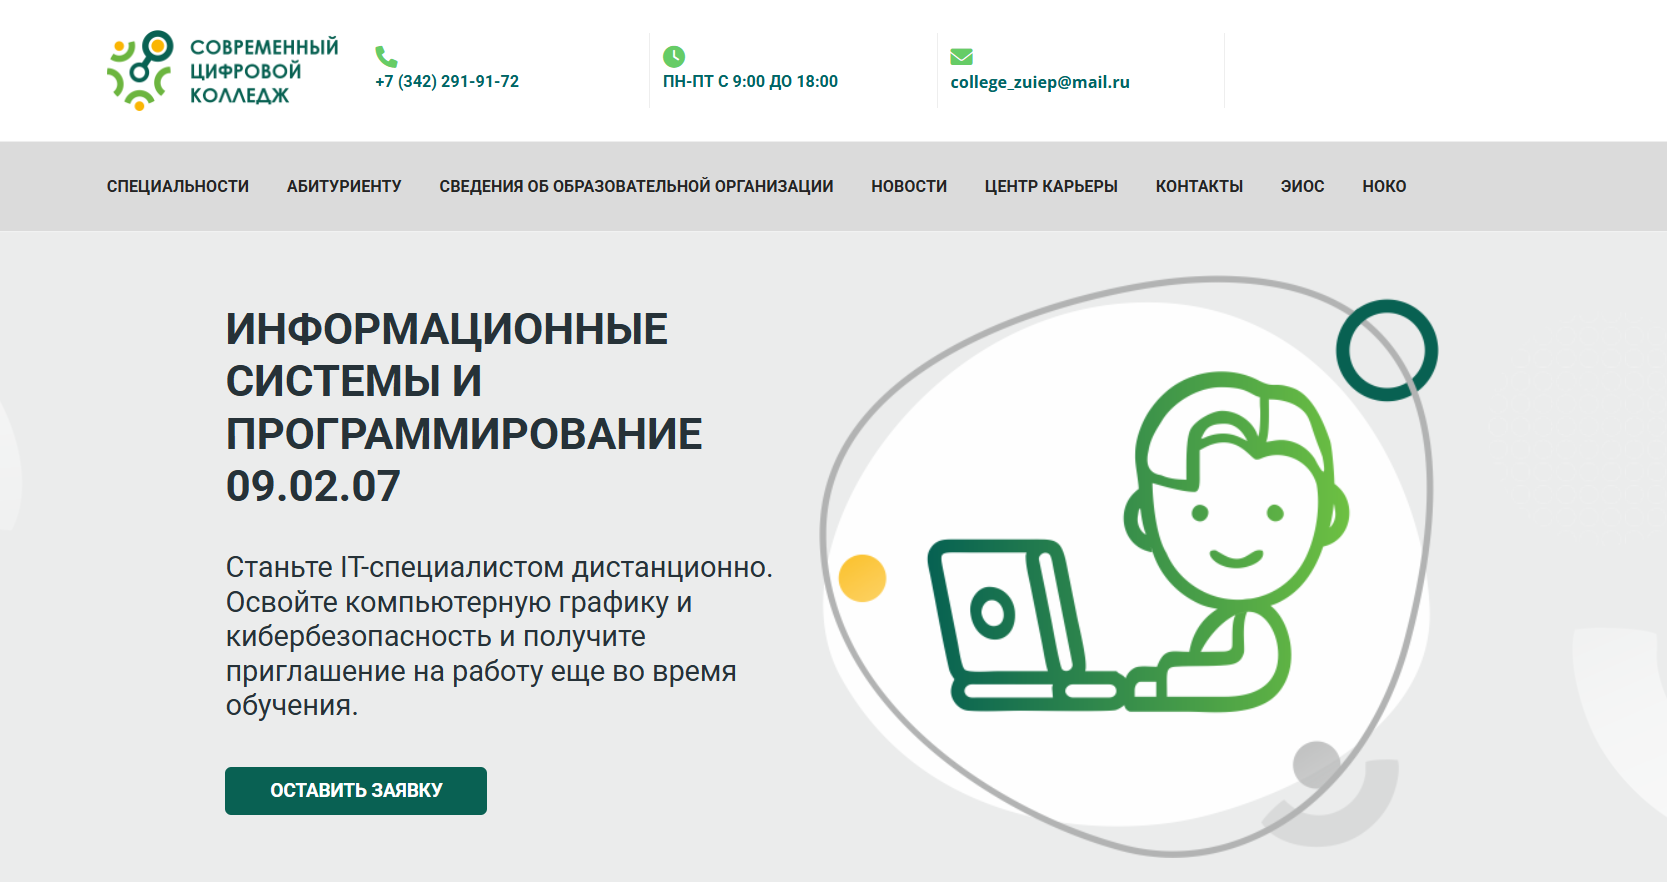 СОВРЕМЕННЫЙ
ЦИФРОВОЙ
КОЛЛЕДЖ
+7 (342) 291-91-72
ПН-ПТ С 9:00 ДО 18:00
college_zuiep@mail.ru
СПЕЦИАЛЬНОСТИ АБИТУРИЕНТУ СВЕДЕНИЯ ОБ ОБРАЗОВАТЕЛЬНОЙ ОРГАНИЗАЦИИ НОВОСТИ ЦЕНТР КАРЬЕРЫ КОНТАКТЫ ЭИОС НОКО
ИНФОРМАЦИОННЫЕ
СИСТЕМЫ И
ПРОГРАММИРОВАНИЕ
09.02.07
Станьте IT-специалистом дистанционно.
Освойте компьютерную графику и
кибербезопасность и получите
приглашение на работу еще во время
обучения.
ОСТАВИТЬ ЗАЯВКУ